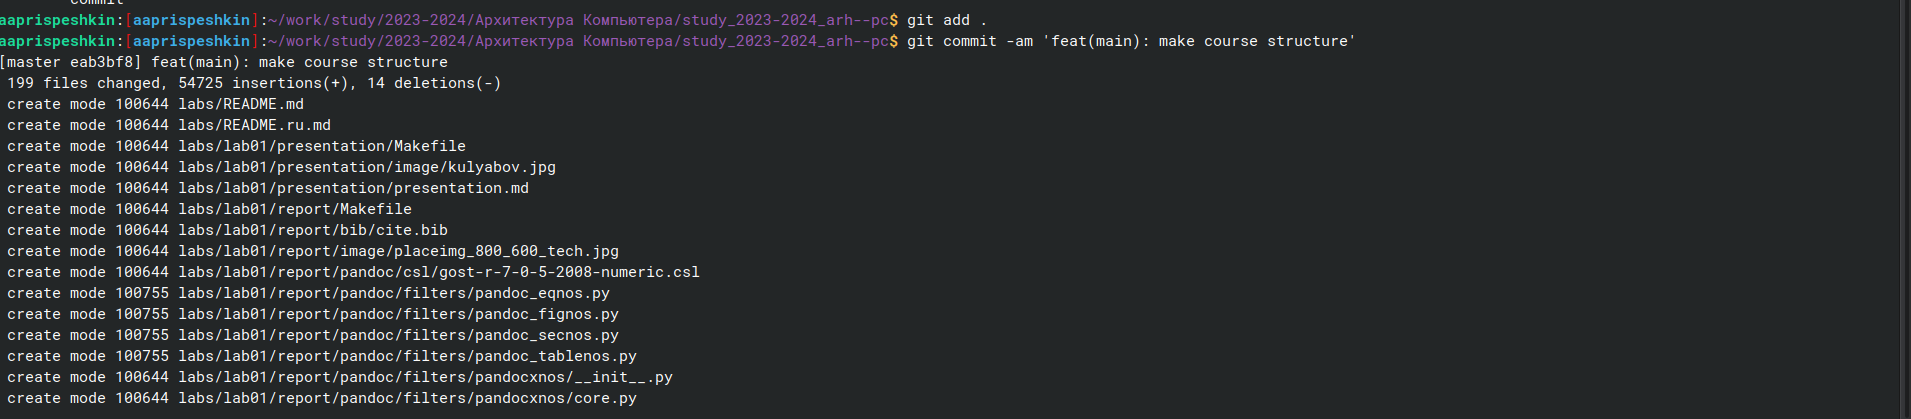 commit
aaprispeshkin:[aaprispeshkin]:~/work/study/2023-2024/Архитектура Компьютера/study_2023-2024_arh--pc$ git add .
aaprispeshkin:[aaprispeshkin]:~/work/study/2023-2024/Архитектура Компьютера/study_2023-2024_arh--pc$ git commit -am 'feat(main): make course structure'
[master eab3bf8] feat(main): make course structure
199 files changed, 54725 insertions(+), 14 deletions(-)
create mode 100644 labs/README.md
create mode 100644 labs/README.ru.md
create mode 100644 labs/lab01/presentation/Makefile
create mode 100644 labs/lab01/presentation/image/kulyabov.jpg
create mode 100644 labs/lab01/presentation/presentation.md
create mode 100644 labs/lab01/report/Makefile
create mode 100644 labs/lab01/report/bib/cite.bib
create mode 100644 labs/lab01/report/image/placeimg_800_600_tech.jpg
create mode 100644 labs/lab01/report/pandoc/csl/gost-r-7-0-5-2008-numeric.csl
create mode 100755 labs/lab01/report/pandoc/filters/pandoc_eqnos.py
create mode 100755 labs/lab01/report/pandoc/filters/pandoc_fignos.py
create mode 100755 labs/lab01/report/pandoc/filters/pandoc_secnos.py
create mode 100755 labs/lab01/report/pandoc/filters/pandoc_tablenos.py
create mode 100644 labs/lab01/report/pandoc/filters/pandocxnos/__init__.py
create mode 100644 labs/lab01/report/pandoc/filters/pandocxnos/core.py